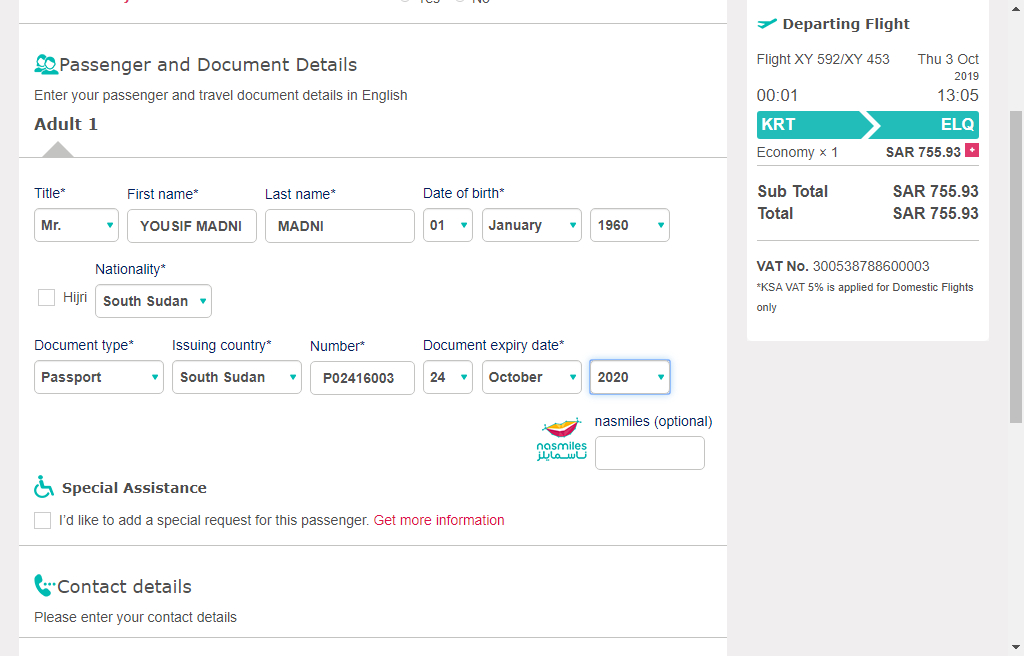 Yes No
Passenger and Document Details
Enter your passenger and travel document details in English
Adult 1
Title* First name* Last name* Date of birth*
Mr. YOUSIF MADNI MADNI 01 January 1960
Nationality*
Hijri South Sudan
Document type* Issuing country* Number* Document expiry date*
Passport South Sudan P02416003 24 October 2020
nasmiles (optional)
nasmiles
ناسمايلز
Special Assistance
I'd like to add a special request for this passenger. Get more information
Contact details
Please enter your contact details
Departing Flight
Flight XY 592/XY 453 Thu 3 Oct
2019
00:01 13:05
KRT ELQ
Economy × 1 SAR 755.93 +
Sub Total SAR 755.93
Total SAR 755.93
VAT No. 300538788600003
*KSA VAT 5% is applied for Domestic Flights
only